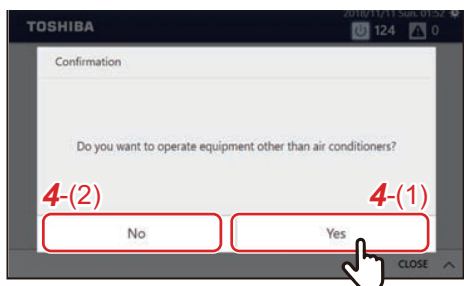 2018/11/11 Sun. 01:52
TOSHIBA
124 0
Confirmation
Do you want to operate equipment other than air conditioners?
4-(2) 4-(1)
No Yes
CLOSE